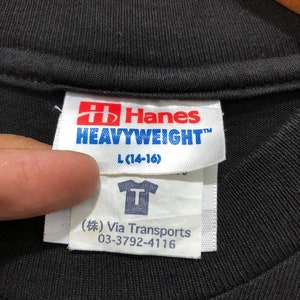 Hanes
HEAVYWEIGHT™
L (14-16)
T
(株) Via Transports
03-3792-4116